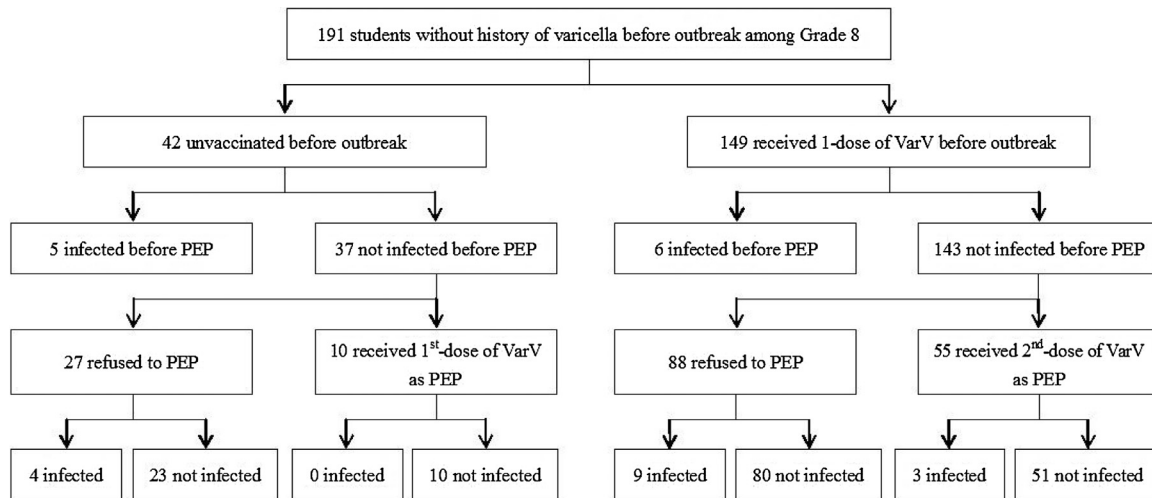 191 students without history of varicella before outbreak among Grade 8
42 unvaccinated before outbreak
149 received 1-dose of VarV before outbreak
5 infected before PEP
37 not infected before PEP
6 infected before PEP
143 not infected before PEP
27 refused to PEP
10 received 1st-dose of VarV
as PEP
88 refused to PEP
55 received 2nd-dose of VarV
as PEP
4 infected
23 not infected
0 infected
10 not infected
9 infected
80 not infected
3 infected
51 not infected